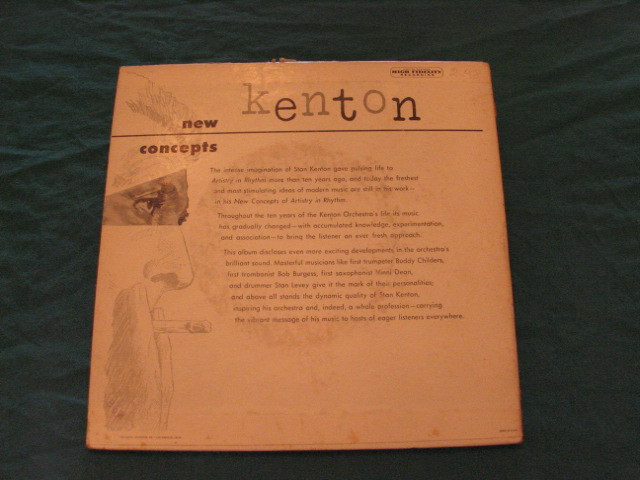 HIGH FIDELITY
RECORDING
kenton
new
concepts
The intense imagination of Stan Kenton gave pulsing life to
Artistry in Rhythm more than ten years ago, and today the freshest
and most stimulating ideas of modern music are still in his work—
in his New Concepts of Artistry in Rhythm.
Throughout the ten years of the Kenton Orchestra's life its music
has gradually changed—with accumulated knowledge, experimentation,
and association—to bring the listener an ever fresh approach.
This album discloses even more exciting developments in the orchestra's
brilliant sound. Masterful musicians like first trumpeter Buddy Childers,
first trombonist Bob Burgess, first saxophonist Vinni Dean,
and drummer Stan Levey give it the mark of their personalities;
and above all stands the dynamic quality of Stan Kenton,
inspiring his orchestra and, indeed, a whole profession—carrying
the vibrant message of his music to hosts of eager listeners everywhere.